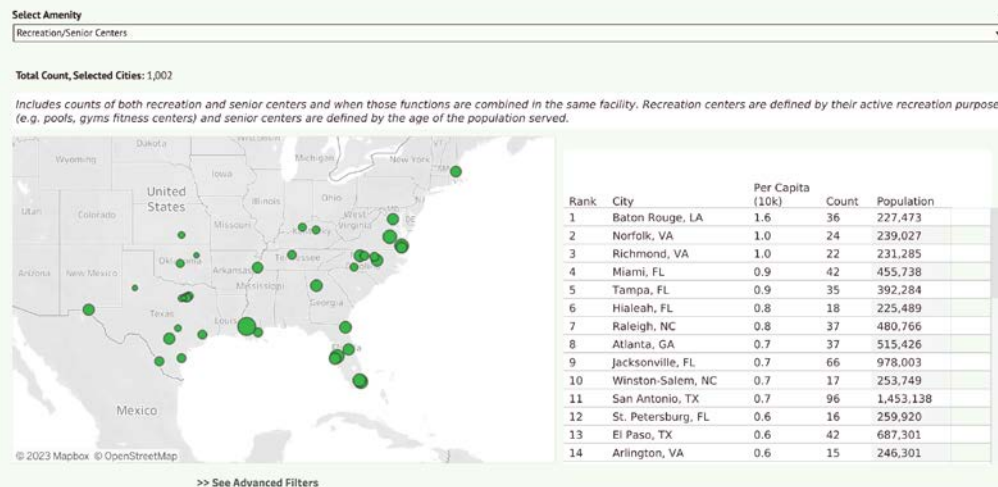 Select Amenity
Recreation/Senior Centers
Total Count, Selected Cities: 1,002
Includes counts of both recreation and senior centers and when those functions are combined in the same facility. Recreation centers are defined by their active recreation purpose
(e.g. pools, gyms fitness centers) and senior centers are defined by the age of the population served.
Dakota
Wisconsin
VT
Wyoming
Michigan
New York
MA
Iowa
United
States
Illinois
Ohio
NJ
Utah
Colorado
Missouri
Kentucky
West
Virginia
DE
Arizona
New Mexico
Oklahoma
Arkansas
Tennessee
Mississippi
Georgia
Texas
Mexico
© 2023 Mapbox © OpenStreetMap
Rank City Per Capita (10k) Count Population
1 Baton Rouge, LA 1.6 36 227,473
2 Norfolk, VA 1.0 24 239,027
3 Richmond, VA 1.0 22 231,285
4 Miami, FL 0.9 42 455,738
5 Tampa, FL 0.9 35 392,284
6 Hialeah, FL 0.8 18 225,489
7 Raleigh, NC 0.8 37 480,766
8 Atlanta, GA 0.7 37 515,426
9 Jacksonville, FL 0.7 66 978,003
10 Winston-Salem, NC 0.7 17 253,749
11 San Antonio, TX 0.7 96 1,453,138
12 St. Petersburg, FL 0.6 16 259,920
13 El Paso, TX 0.6 42 687,301
14 Arlington, VA 0.6 15 246,301
>> See Advanced Filters